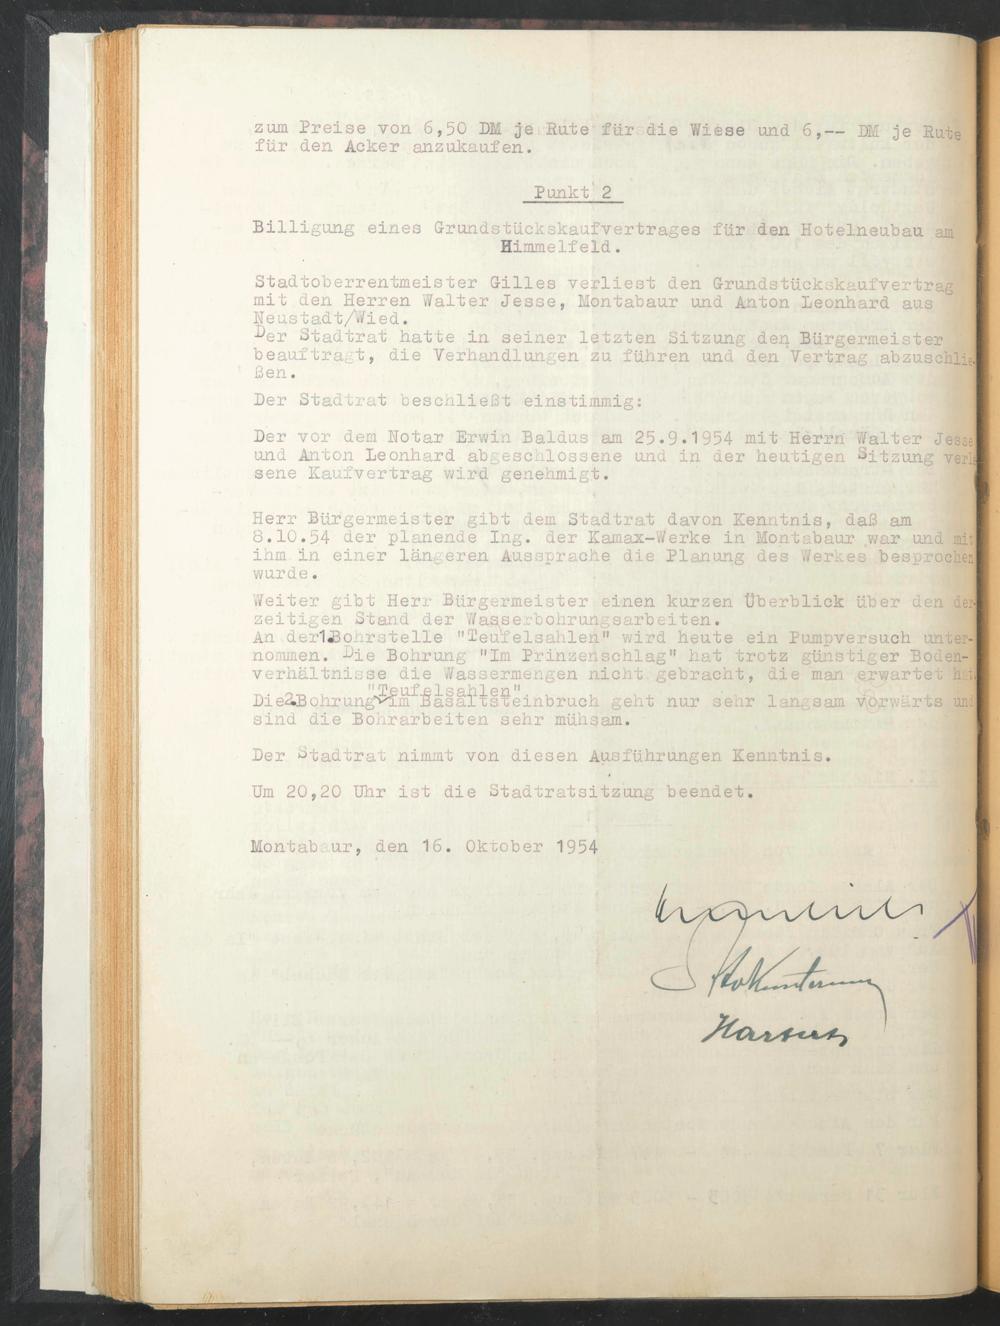 zum Preise von 6,50 DM je Rute für die Wiese und 6,-- DM je Rute
für den Acker anzukaufen.
Punkt 2
Billigung eines Grundstückskaufvertrages für den Hotelneubau am
Himmelfeld.
Stadtoberrentmeister Gilles verliest den Grundstückskaufvertrag
mit den Herren Walter Jesse, Montabaur und Anton Leonhard aus
Neustadt/Wied.
Der Stadtrat hatte in seiner letzten Sitzung den Bürgermeister
beauftragt, die Verhandlungen zu führen und den Vertrag abzuschlie-
ßen.
Der Stadtrat beschließt einstimmig:
Der vor dem Notar Erwin Baldus am 25.9.1954 mit Herrn Walter Jesse
und Anton Leonhard abgeschlossene und in der heutigen Sitzung verle
sene Kaufvertrag wird genehmigt.
Herr Bürgermeister gibt dem Stadtrat davon Kenntnis, daß am
8.10.54 der planende Ing. der Kamax-Werke in Montabaur war und mit
ihm in einer längeren Aussprache die Planung des Werkes besprochen
wurde.
Weiter gibt Herr Bürgermeister einen kurzen Überblick über den der-
zeitigen Stand der Wasserbohrungsarbeiten.
An der 1. Bohrstelle "Teufelsahlen" wird heute ein Pumpversuch unter-
nommen. Die Bohrung "Im Prinzenschlag" hat trotz günstiger Boden-
verhältnisse die Wassermengen nicht gebracht, die man erwartet hat.
"Teufelsahlen"
Die 2. Bohrung im Basaltsteinbruch geht nur sehr langsam vorwärts und
sind die Bohrarbeiten sehr mühsam.
Der Stadtrat nimmt von diesen Ausführungen Kenntnis.
Um 20,20 Uhr ist die Stadtratsitzung beendet.
Montabaur, den 16. Oktober 1954